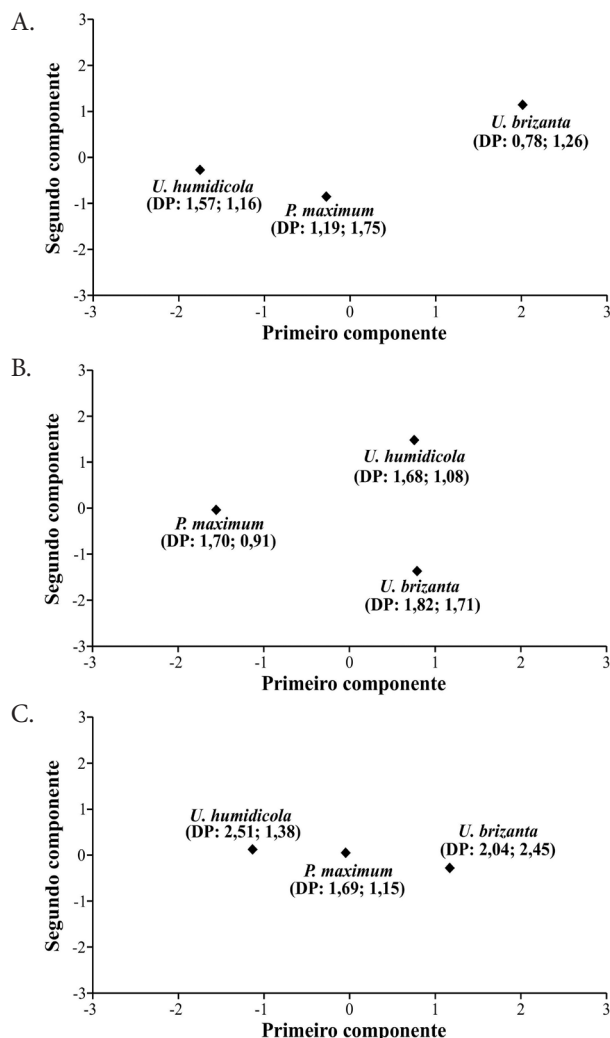 A.
Segundo componente
3
2
1
0
-1
-2
-3
U. brizanta
(DP: 0,78; 1,26)
U. humidicola
(DP: 1,57; 1,16)
P. maximum
(DP: 1,19; 1,75)
-3 -2 -1 0 1 2 3
Primeiro componente
B.
Segundo componente
3
2
1
0
-1
-2
-3
U. humidicola
(DP: 1,68; 1,08)
P. maximum
(DP: 1,70; 0,91)
U. brizanta
(DP: 1,82; 1,71)
-3 -2 -1 0 1 2 3
Primeiro componente
C.
Segundo componente
3
2
1
0
-1
-2
-3
U. humidicola
(DP: 2,51; 1,38)
U. brizanta
(DP: 2,04; 2,45)
P. maximum
(DP: 1,69; 1,15)
-3 -2 -1 0 1 2 3
Primeiro componente